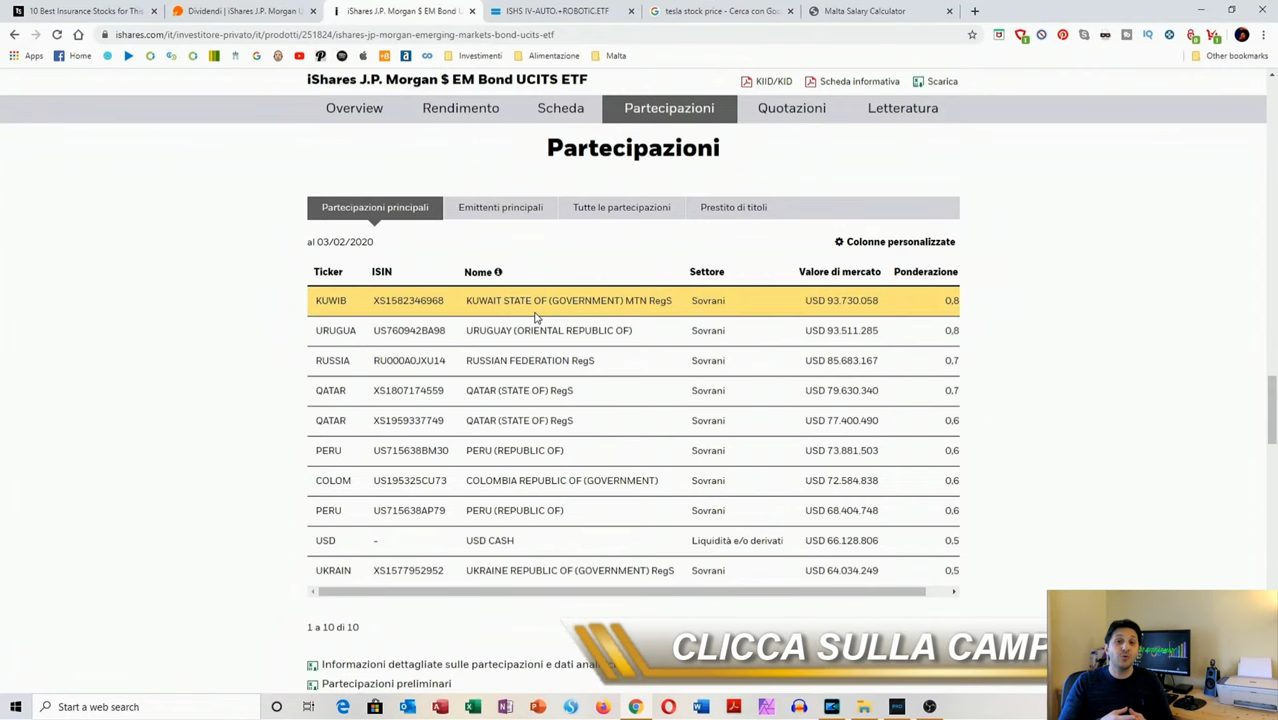 10 Best Insurance Stocks for This
Dividendi | iShares J.P. Morgan U
iShares J.P. Morgan $ EM Bond U
ISHS IV-AUTO.+ROBOTIC.ETF
tesla stock price - Cerca con Goo
Malta Salary Calculator
ishares.com/it/investitore-privato/it/prodotti/251824/ishares-jp-morgan-emerging-markets-bond-ucits-etf
Apps
Home
Investimenti
Alimentazione
Malta
Other bookmarks
iShares J.P. Morgan $ EM Bond UCITS ETF
KIID/KID
Scheda informativa
Scarica
Overview
Rendimento
Scheda
Partecipazioni
Quotazioni
Letteratura
Partecipazioni
Partecipazioni principali
Emittenti principali
Tutte le partecipazioni
Prestito di titoli
al 03/02/2020
Colonne personalizzate
Ticker ISIN Nome Settore Valore di mercato Ponderazione
KUWIB XS1582346968 KUWAIT STATE OF (GOVERNMENT) MTN RegS Sovrani USD 93.730.058 0,8
URUGUA US760942BA98 URUGUAY (ORIENTAL REPUBLIC OF) Sovrani USD 93.511.285 0,8
RUSSIA RU000A0JXU14 RUSSIAN FEDERATION RegS Sovrani USD 85.683.167 0,7
QATAR XS1807174559 QATAR (STATE OF) RegS Sovrani USD 79.630.340 0,7
QATAR XS1959337749 QATAR (STATE OF) RegS Sovrani USD 77.400.490 0,6
PERU US715638BM30 PERU (REPUBLIC OF) Sovrani USD 73.881.503 0,6
COLOM US195325CU73 COLOMBIA REPUBLIC OF (GOVERNMENT) Sovrani USD 72.584.838 0,6
PERU US715638AP79 PERU (REPUBLIC OF) Sovrani USD 68.404.748 0,6
USD - USD CASH Liquidità e/o derivati USD 66.128.806 0,5
UKRAIN XS1577952952 UKRAINE REPUBLIC OF (GOVERNMENT) RegS Sovrani USD 64.034.249 0,5
1 a 10 di 10
CLICCA SULLA CAMP
Informazioni dettagliate sulle partecipazioni e dati anali
Partecipazioni preliminari
Start a web search